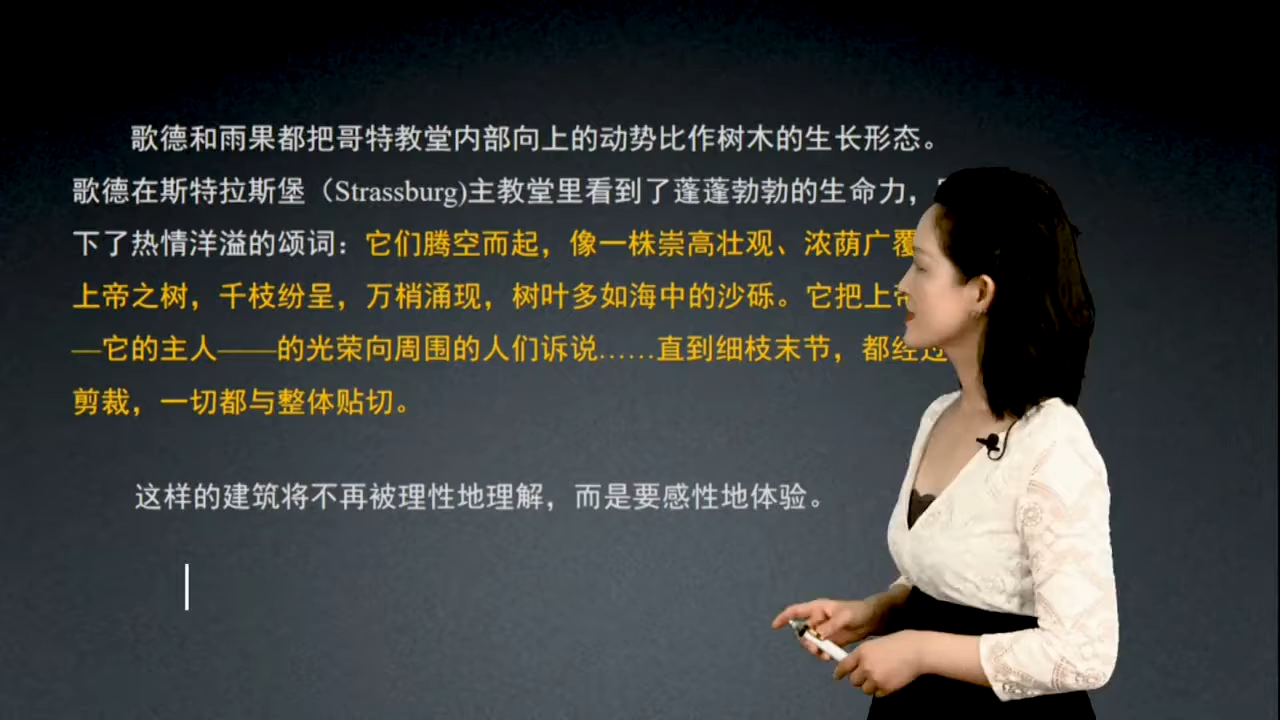 歌德和雨果都把哥特教堂内部向上的动势比作树木的生长形态。
歌德在斯特拉斯堡（Strassburg)主教堂里看到了蓬蓬勃勃的生命力，
下了热情洋溢的颂词：它们腾空而起，像一株崇高壮观、浓荫广覆
上帝之树，千枝纷呈，万梢涌现，树叶多如海中的沙砾。它把上帝
—它的主人——的光荣向周围的人们诉说……直到细枝末节，都经过
剪裁，一切都与整体贴切。
这样的建筑将不再被理性地理解，而是要感性地体验。